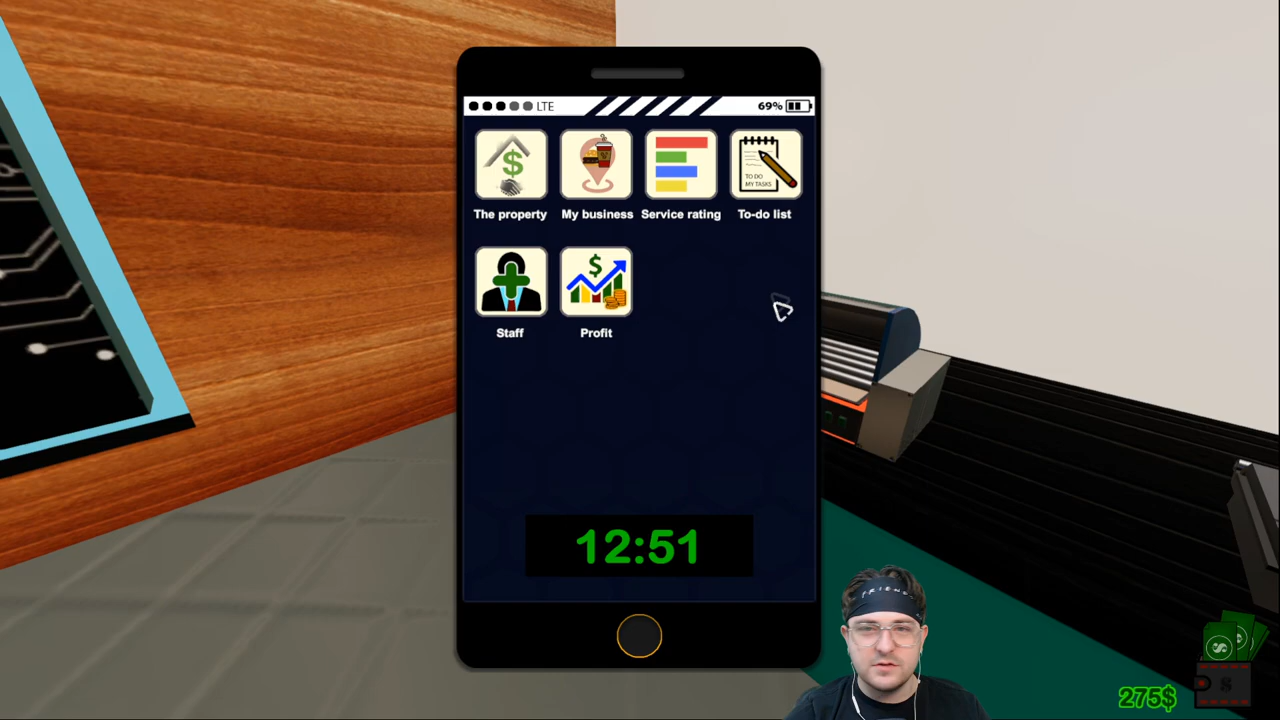 LTE
69%
TO DO
MY TASKS
The property
My business
Service rating
To-do list
Staff
Profit
12:51
FRIENDS
275$